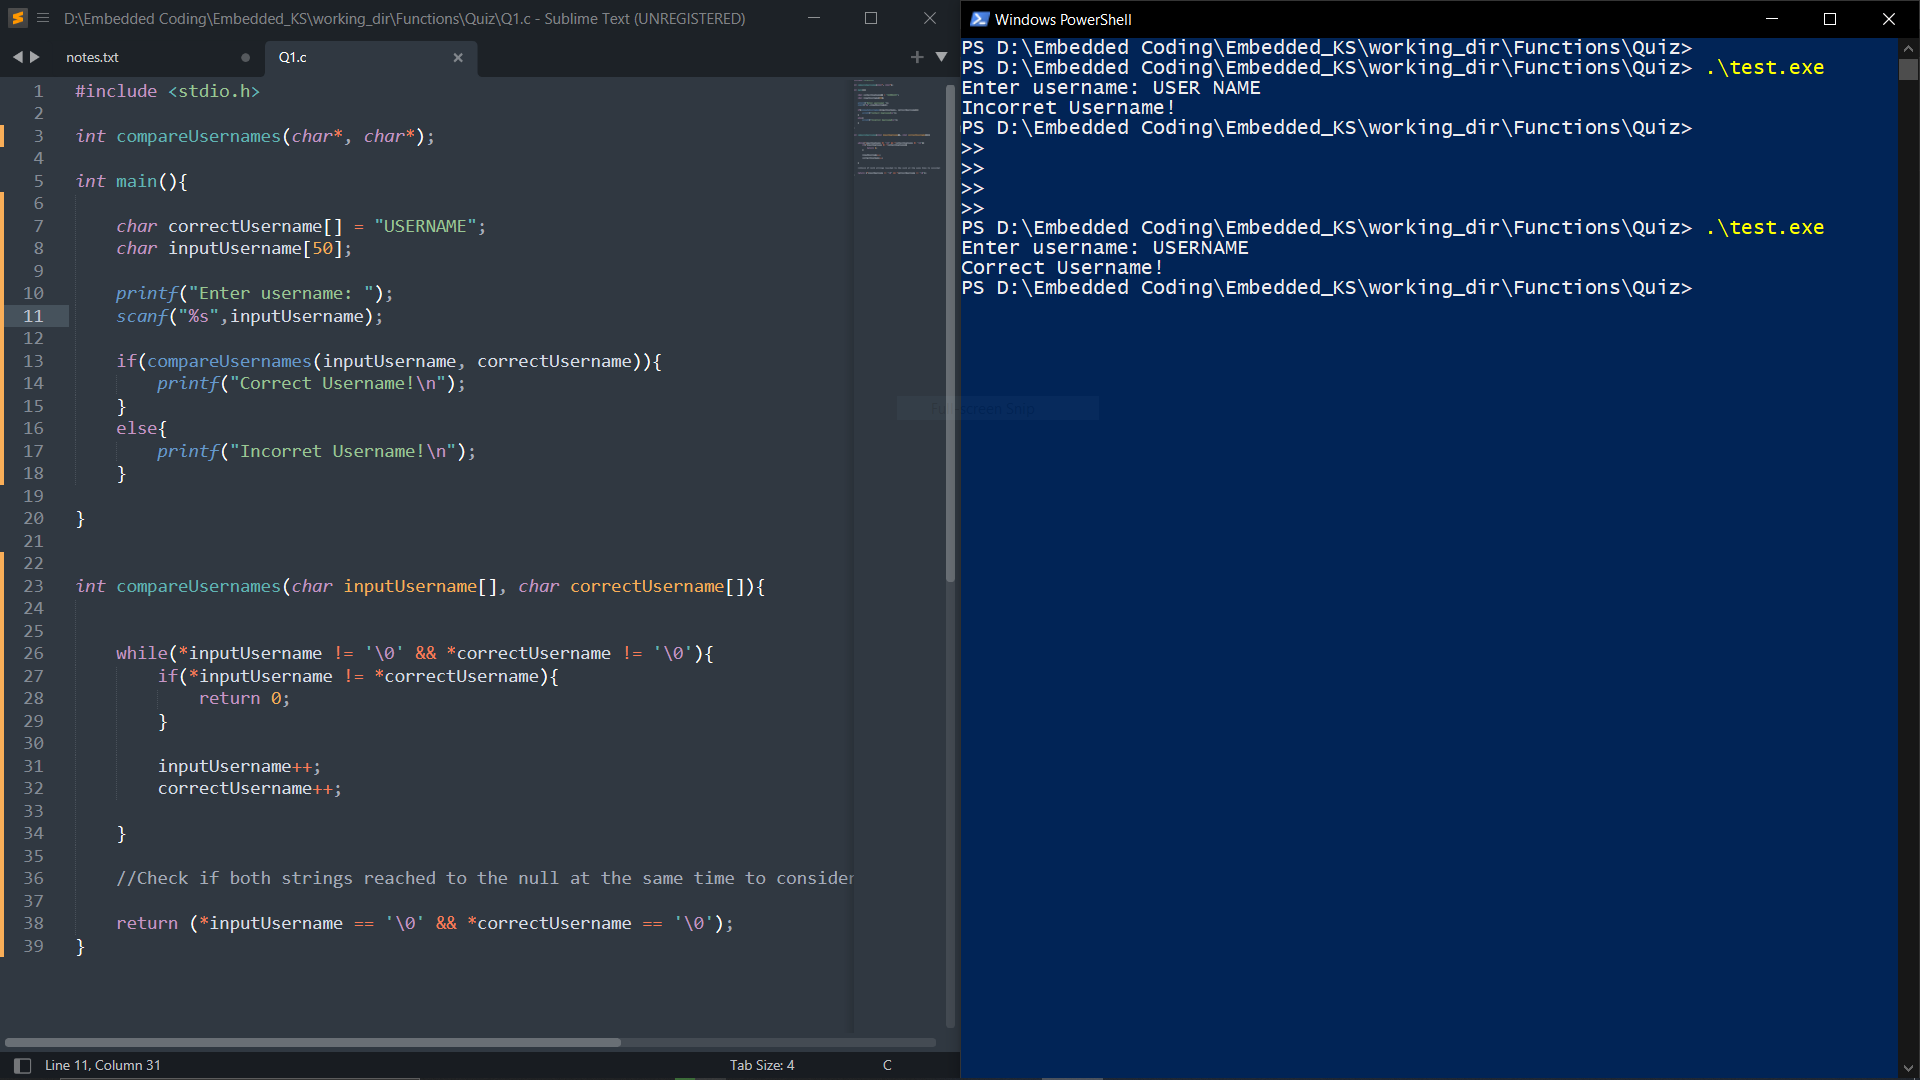 D:\Embedded Coding\Embedded_KS\working_dir\Functions\Quiz\Q1.c - Sublime Text (UNREGISTERED)
notes.txt
Q1.c
1 #include <stdio.h>
2
3 int compareUsernames(char*, char*);
4
5 int main(){
6
7 char correctUsername[] = "USERNAME";
8 char inputUsername[50];
9
10 printf("Enter username: ");
11 scanf("%s",inputUsername);
12
13 if(compareUsernames(inputUsername, correctUsername)){
14 printf("Correct Username!\n");
15 }
16 else{
17 printf("Incorret Username!\n");
18 }
19
20 }
21
22
23 int compareUsernames(char inputUsername[], char correctUsername[]){
24
25
26 while(*inputUsername != '\0' && *correctUsername != '\0'){
27 if(*inputUsername != *correctUsername){
28 return 0;
29 }
30
31 inputUsername++;
32 correctUsername++;
33
34 }
35
36 //Check if both strings reached to the null at the same time to consider
37
38 return (*inputUsername == '\0' && *correctUsername == '\0');
39 }
Line 11, Column 31
Tab Size: 4
C
Windows PowerShell
PS D:\Embedded Coding\Embedded_KS\working_dir\Functions\Quiz>
PS D:\Embedded Coding\Embedded_KS\working_dir\Functions\Quiz> .\test.exe
Enter username: USER NAME
Incorret Username!
PS D:\Embedded Coding\Embedded_KS\working_dir\Functions\Quiz>
>>
>>
>>
>>
PS D:\Embedded Coding\Embedded_KS\working_dir\Functions\Quiz> .\test.exe
Enter username: USERNAME
Correct Username!
PS D:\Embedded Coding\Embedded_KS\working_dir\Functions\Quiz>